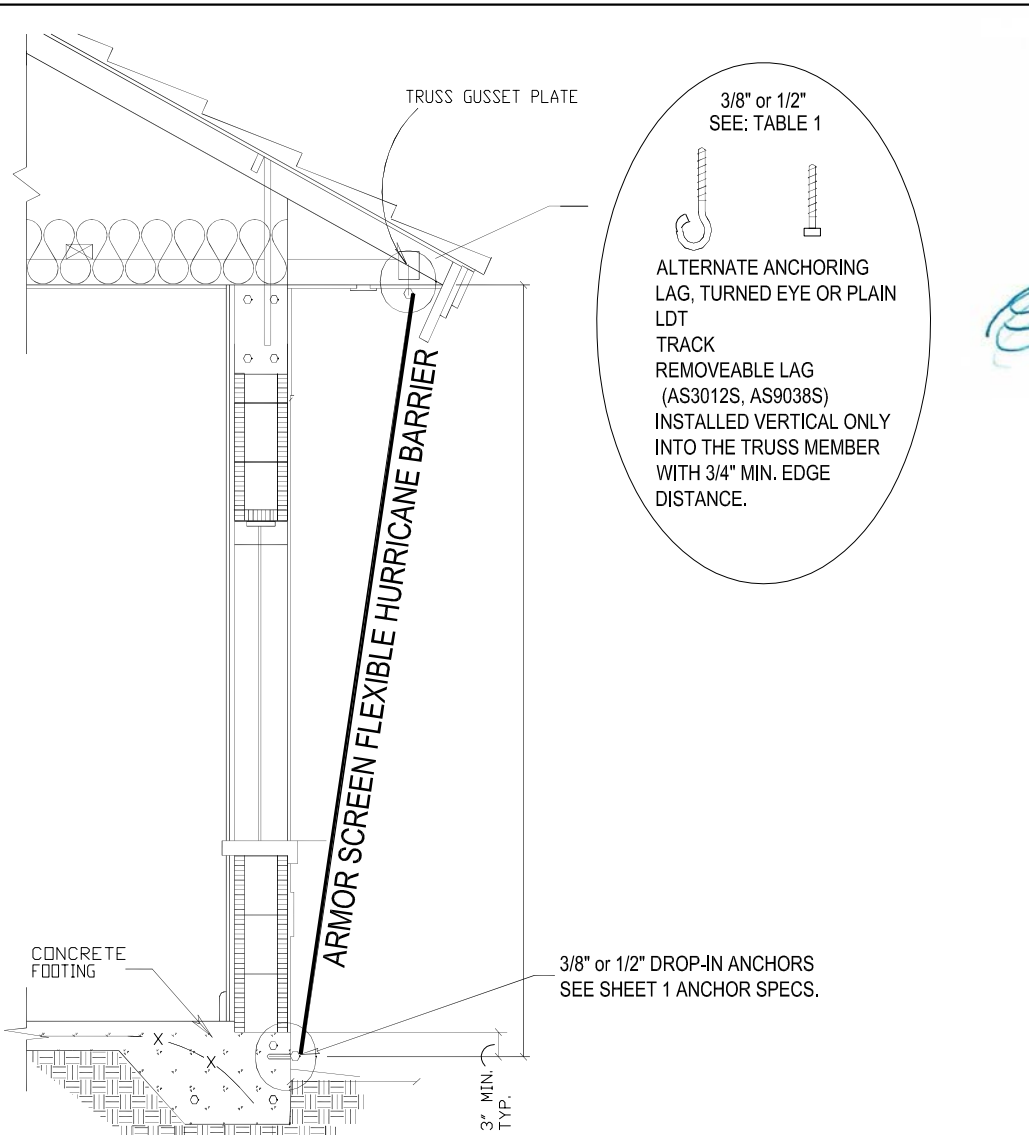 TRUSS GUSSET PLATE
3/8" or 1/2"
SEE: TABLE 1
ALTERNATE ANCHORING
LAG, TURNED EYE OR PLAIN
LDT
TRACK
REMOVEABLE LAG
(AS3012S, AS9038S)
INSTALLED VERTICAL ONLY
INTO THE TRUSS MEMBER
WITH 3/4" MIN. EDGE
DISTANCE.
ARMOR SCREEN FLEXIBLE HURRICANE BARRIER
CONCRETE
FOOTING
X
X
3/8" or 1/2" DROP-IN ANCHORS
SEE SHEET 1 ANCHOR SPECS.
3" MIN.
TYP.